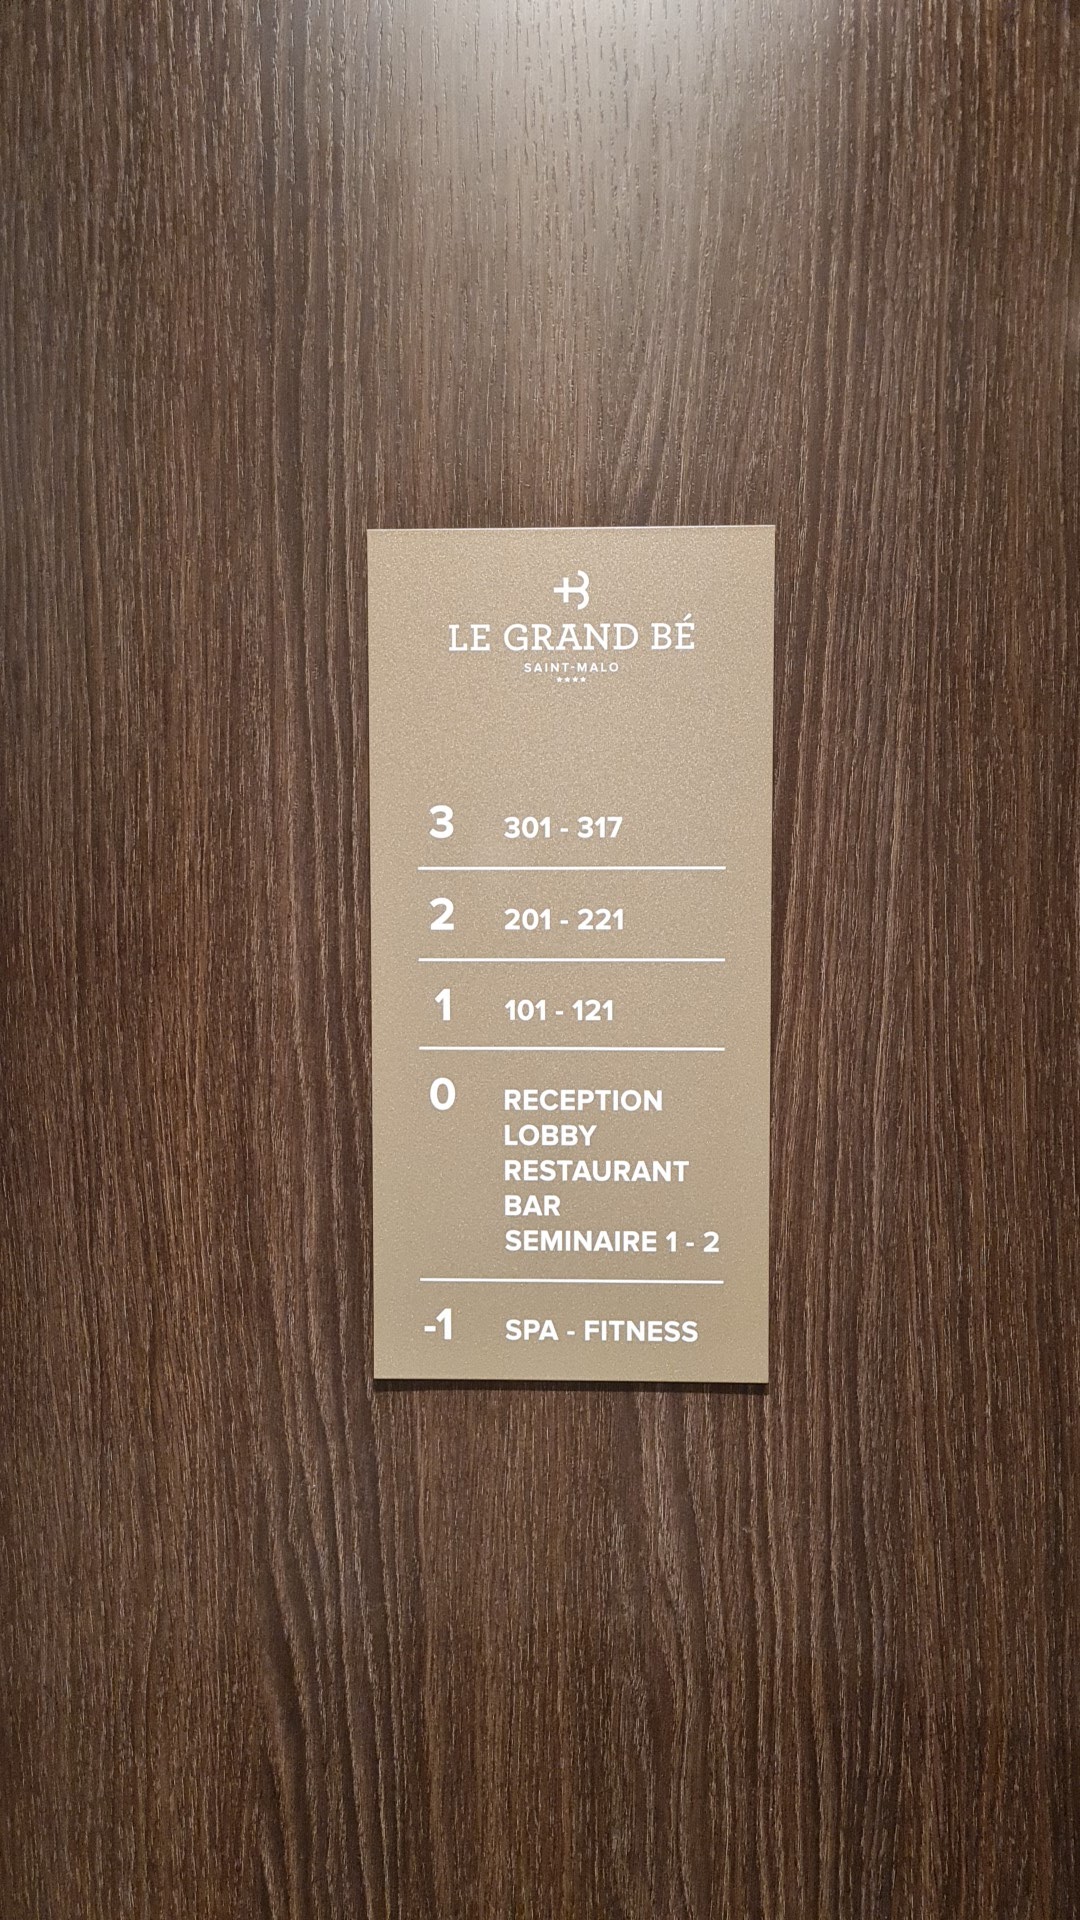 LE GRAND BÉ
SAINT-MALO
★★★★
3 301 - 317
2 201 - 221
1 101 - 121
0 RECEPTION
LOBBY
RESTAURANT
BAR
SEMINAIRE 1 - 2
-1 SPA - FITNESS